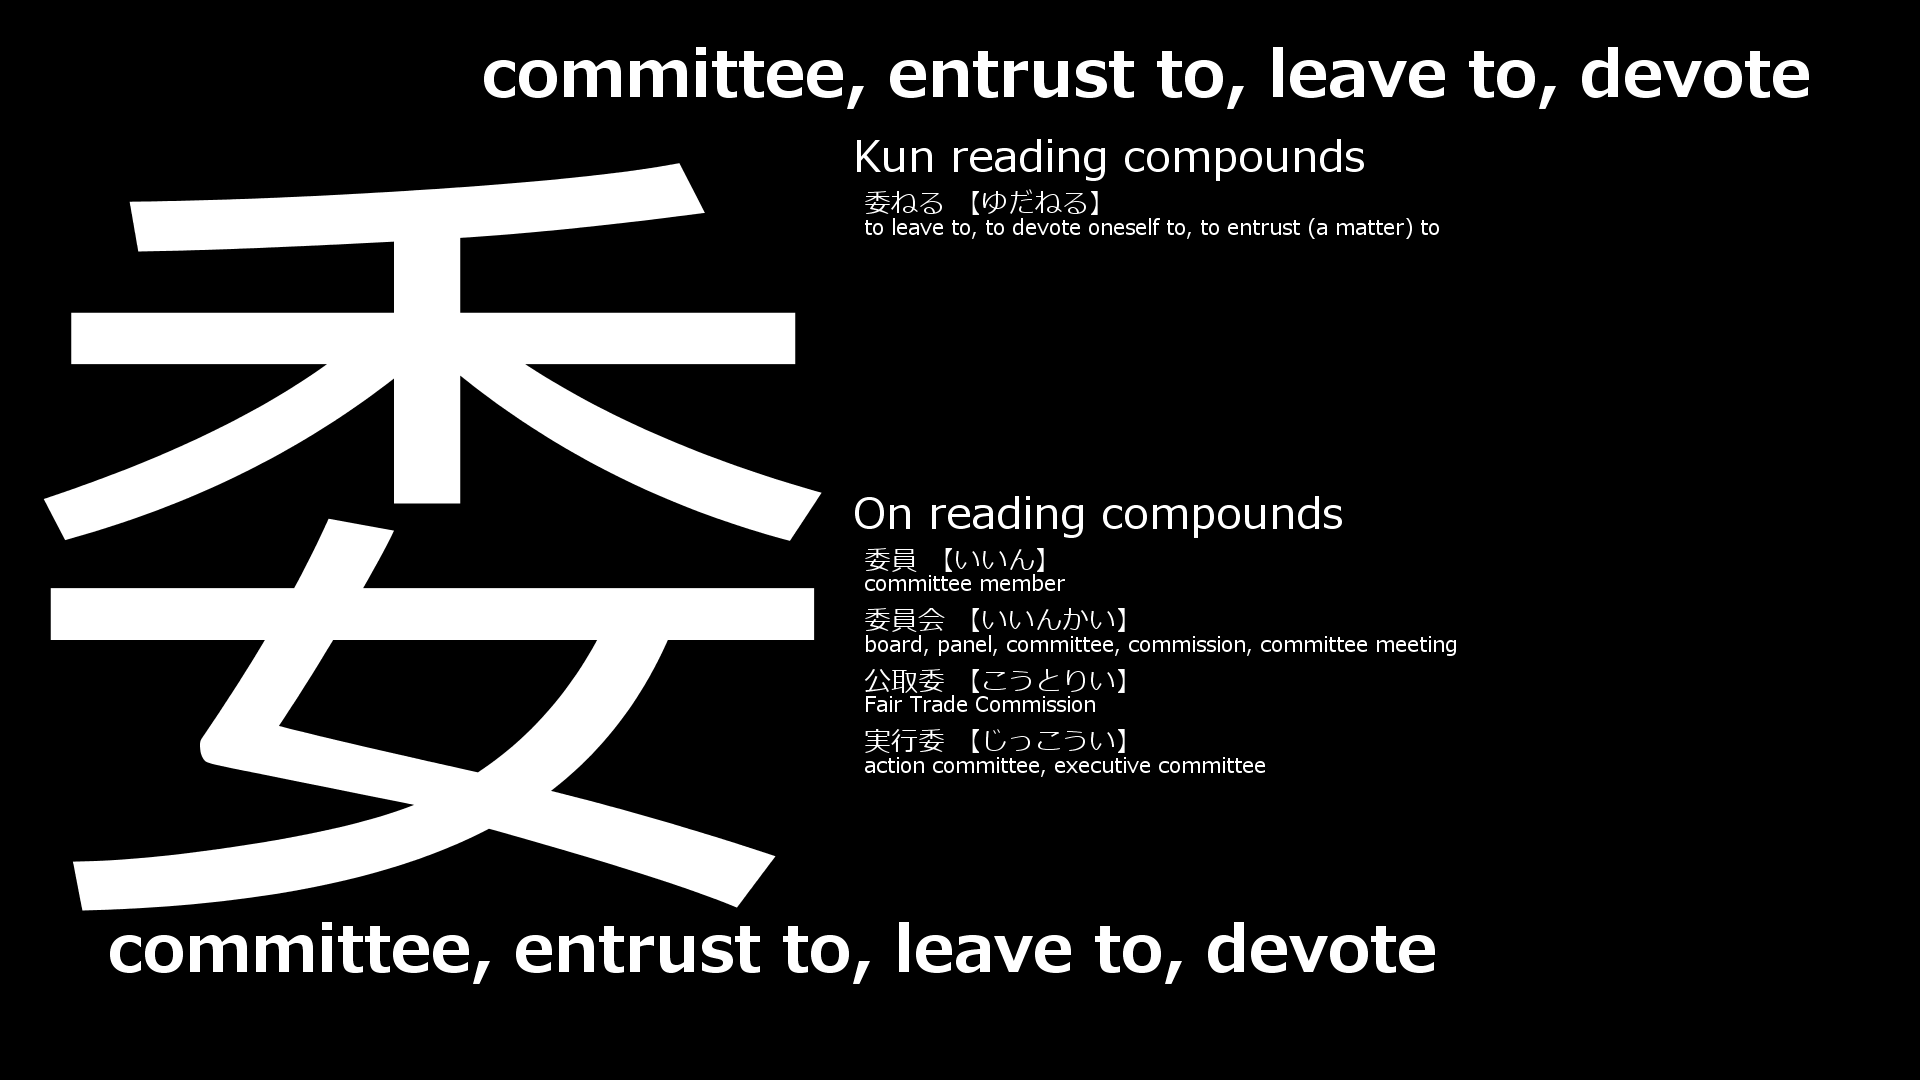 committee, entrust to, leave to, devote
委
Kun reading compounds
委ねる 【ゆだねる】
to leave to, to devote oneself to, to entrust (a matter) to
On reading compounds
委員 【いいん】
committee member
委員会 【いいんかい】
board, panel, committee, commission, committee meeting
公取委 【こうとりい】
Fair Trade Commission
実行委 【じっこうい】
action committee, executive committee
committee, entrust to, leave to, devote